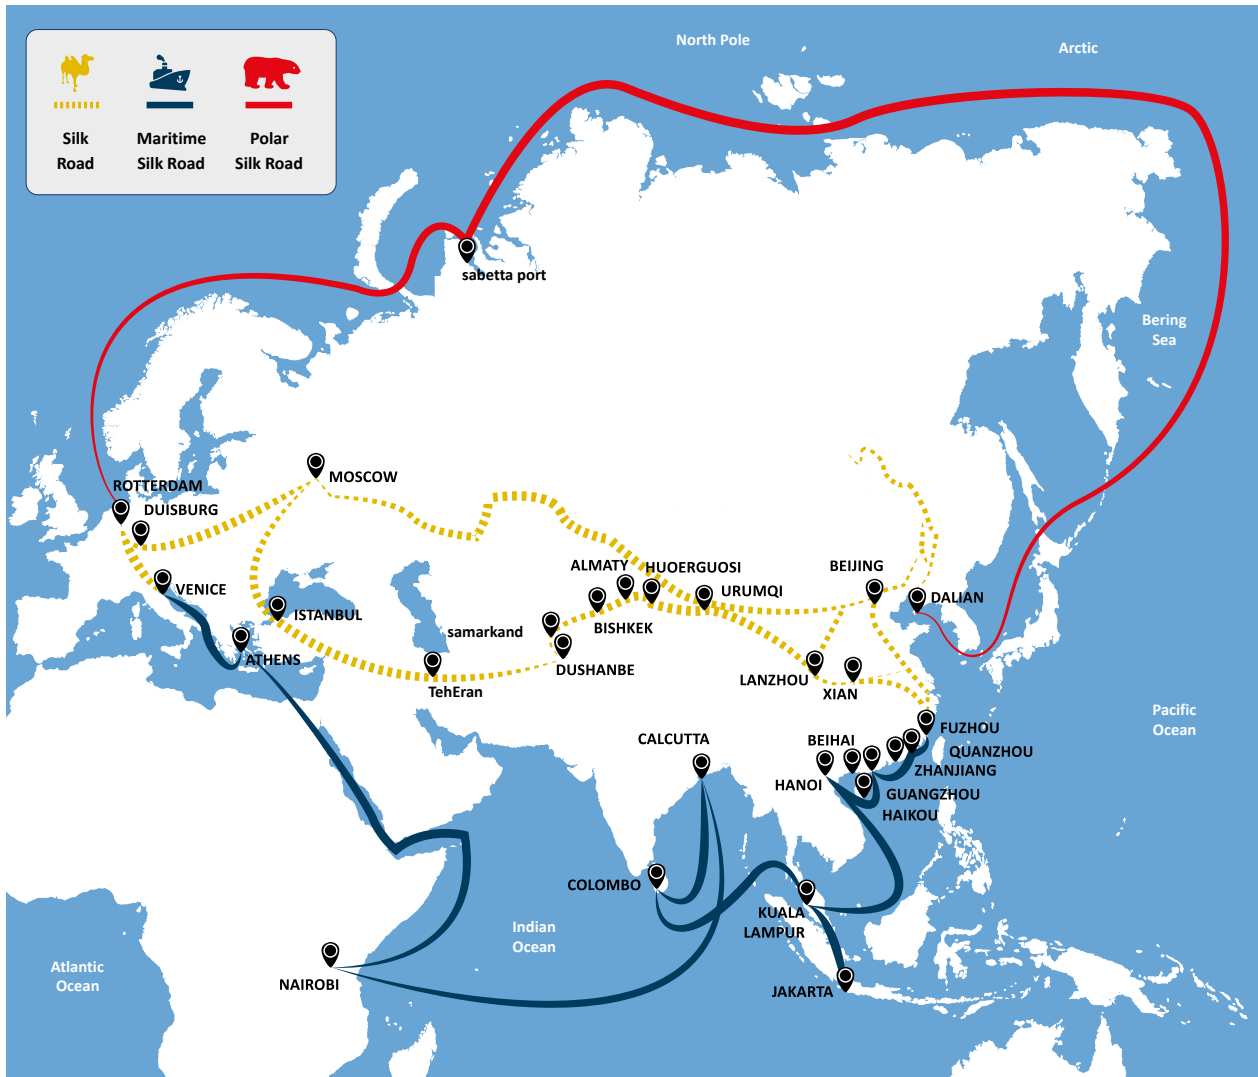 North Pole
Arctic
Silk
Road
Maritime
Silk Road
Polar
Silk Road
sabetta port
Bering
Sea
MOSCOW
ROTTERDAM
DUISBURG
VENICE
ISTANBUL
ATHENS
samarkand
TehEran
ALMATY
HUOERGUOSI
URUMQI
BISHKEK
DUSHANBE
BEIJING
DALIAN
LANZHOU
XIAN
Pacific
Ocean
FUZHOU
QUANZHOU
ZHANJIANG
GUANGZHOU
HAIKOU
BEIHAI
HANOI
CALCUTTA
COLOMBO
KUALA
LAMPUR
JAKARTA
Indian
Ocean
NAIROBI
Atlantic
Ocean